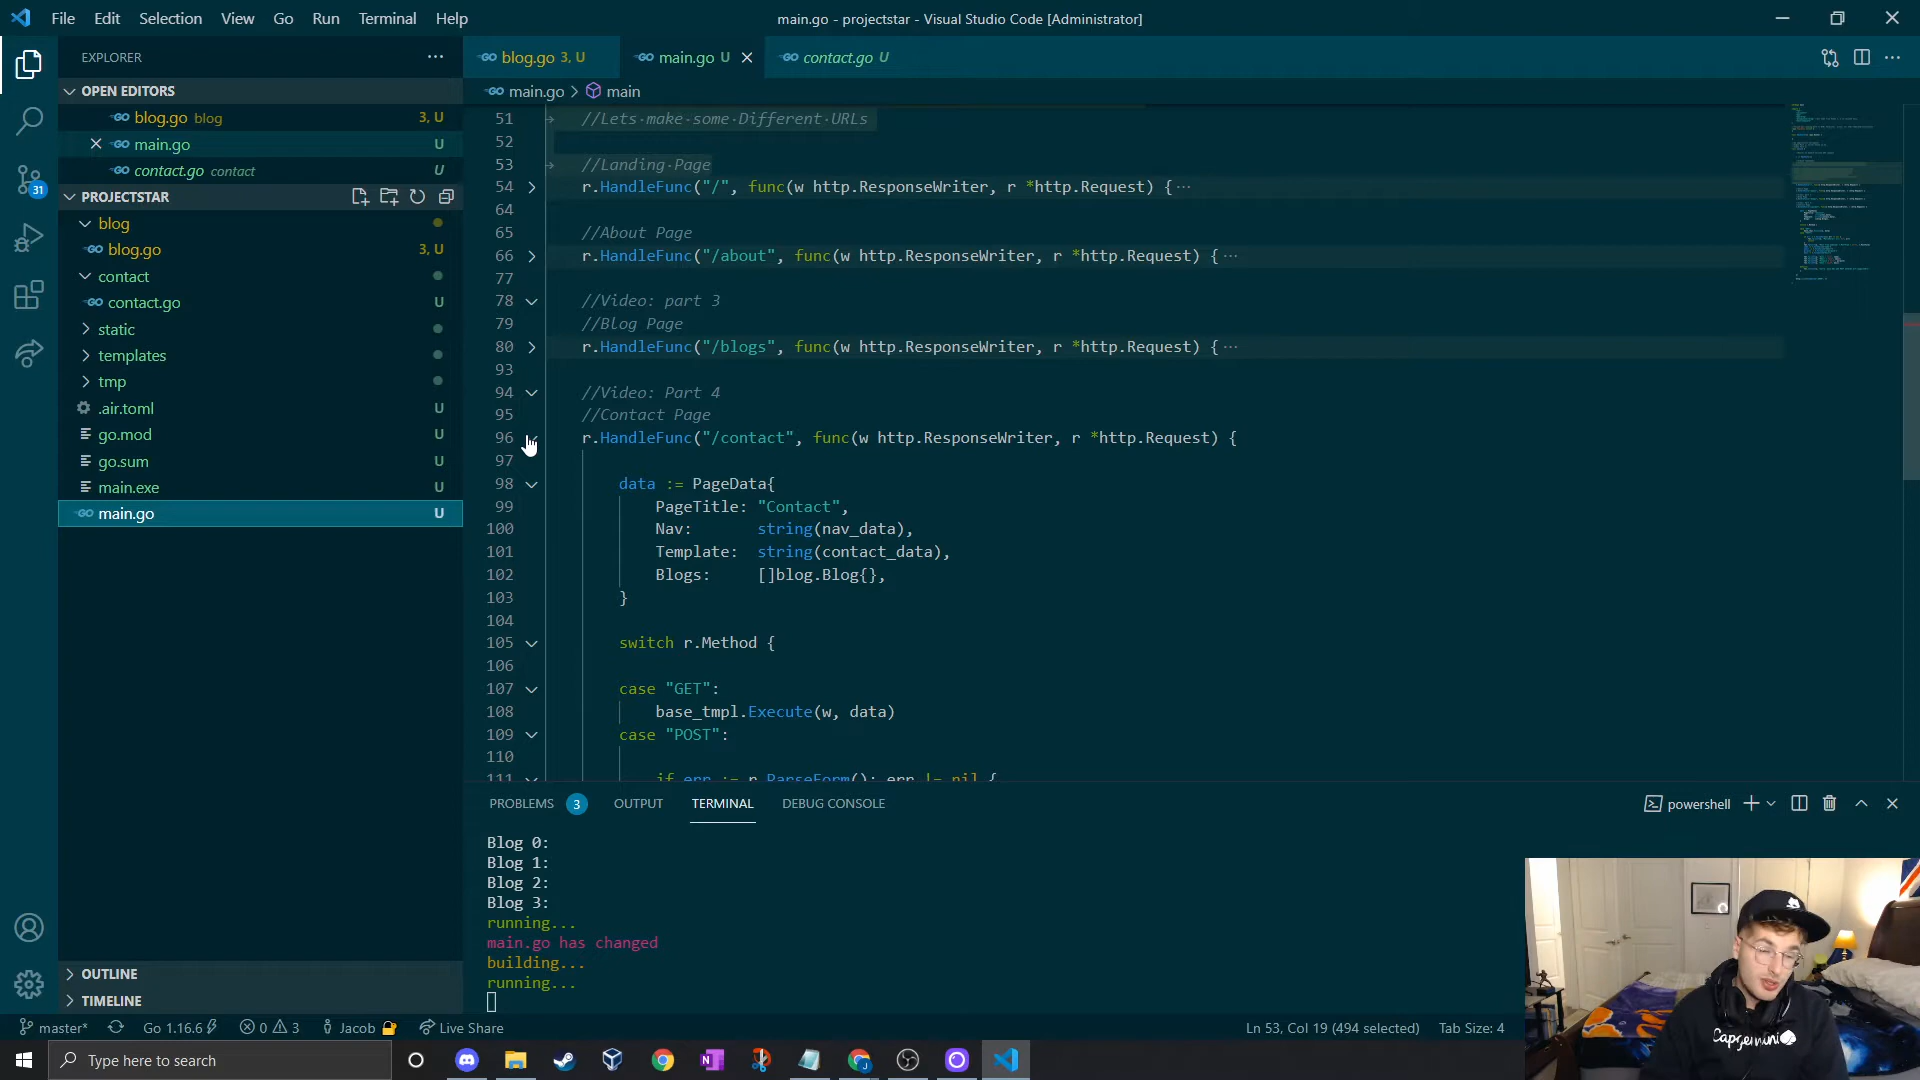 File Edit Selection View Go Run Terminal Help
main.go - projectstar - Visual Studio Code [Administrator]
EXPLORER
OPEN EDITORS
blog.go blog 3, U
main.go U
contact.go contact U
PROJECTSTAR
blog
blog.go 3, U
contact
contact.go U
static
templates
tmp
.air.toml U
go.mod U
go.sum U
main.exe U
main.go U
OUTLINE
TIMELINE
31
blog.go 3, U
main.go U
contact.go U
main.go > main
51 //Lets make some Different URLs
52
53 //Landing Page
54 r.HandleFunc("/", func(w http.ResponseWriter, r *http.Request) {···
64
65 //About Page
66 r.HandleFunc("/about", func(w http.ResponseWriter, r *http.Request) {···
77
78 //Video: part 3
79 //Blog Page
80 r.HandleFunc("/blogs", func(w http.ResponseWriter, r *http.Request) {···
93
94 //Video: Part 4
95 //Contact Page
96 r.HandleFunc("/contact", func(w http.ResponseWriter, r *http.Request) {
97
98 data := PageData{
99 PageTitle: "Contact",
100 Nav: string(nav_data),
101 Template: string(contact_data),
102 Blogs: []blog.Blog{},
103 }
104
105 switch r.Method {
106
107 case "GET":
108 base_tmpl.Execute(w, data)
109 case "POST":
110
111 if err := r.ParseForm(); err != nil {
PROBLEMS 3 OUTPUT TERMINAL DEBUG CONSOLE
powershell
Blog 0:
Blog 1:
Blog 2:
Blog 3:
running...
main.go has changed
building...
running...
Capgemini
master* Go 1.16.6 0 3 Jacob Live Share
Ln 53, Col 19 (494 selected) Tab Size: 4
Type here to search